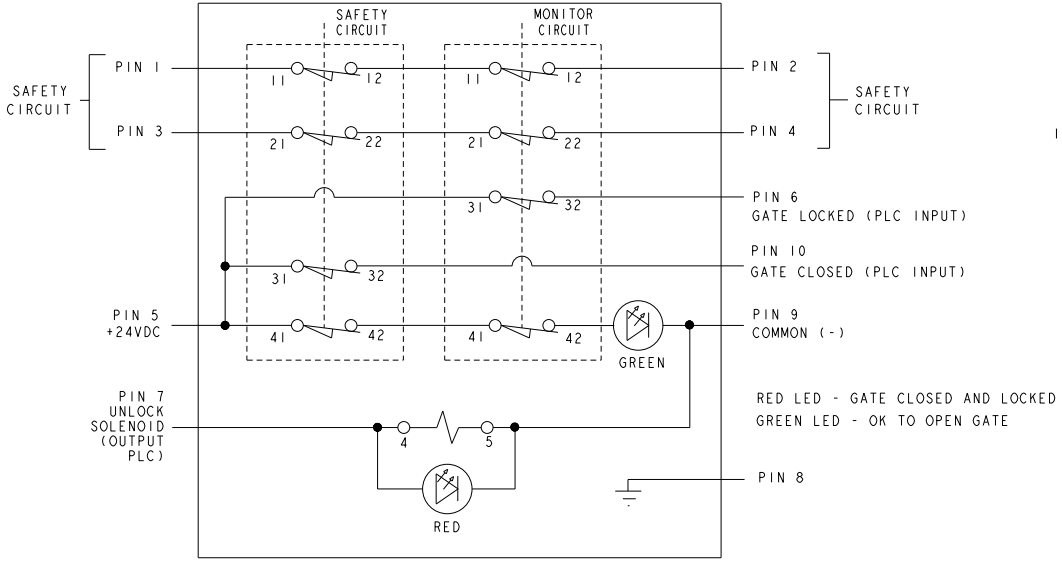 SAFETY
CIRCUIT
MONITOR
CIRCUIT
PIN 1
11
12
11
12
PIN 2
SAFETY
CIRCUIT
SAFETY
CIRCUIT
PIN 3
21
22
21
22
PIN 4
31
32
PIN 6
GATE LOCKED (PLC INPUT)
31
32
PIN 10
GATE CLOSED (PLC INPUT)
PIN 5
+24VDC
41
42
41
42
GREEN
PIN 9
COMMON (-)
PIN 7
UNLOCK
SOLENOID
(OUTPUT
PLC)
4
5
RED
RED LED - GATE CLOSED AND LOCKED
GREEN LED - OK TO OPEN GATE
PIN 8